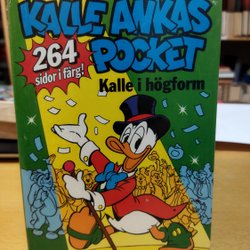 KALLE ANKAS
POCKET
264
sidor i färg!
Kalle i högform